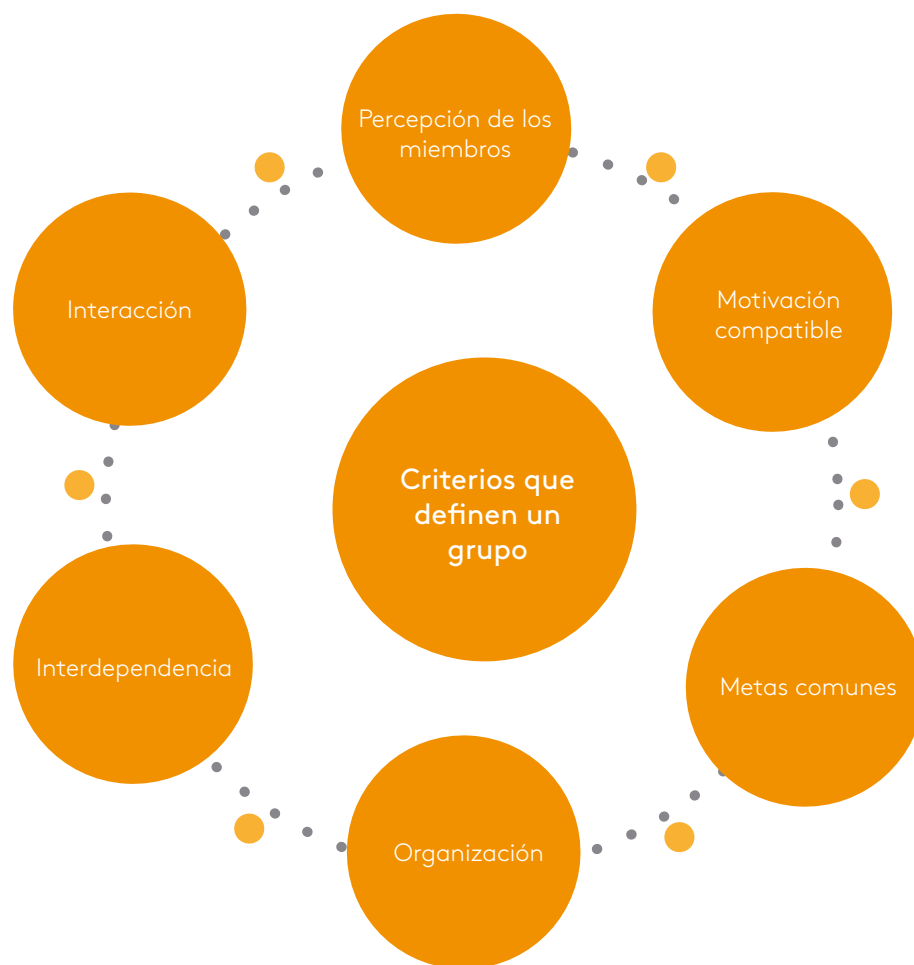 Percepción de los
miembros
Interacción
Motivación
compatible
Criterios que
definen un
grupo
Interdependencia
Metas comunes
Organización